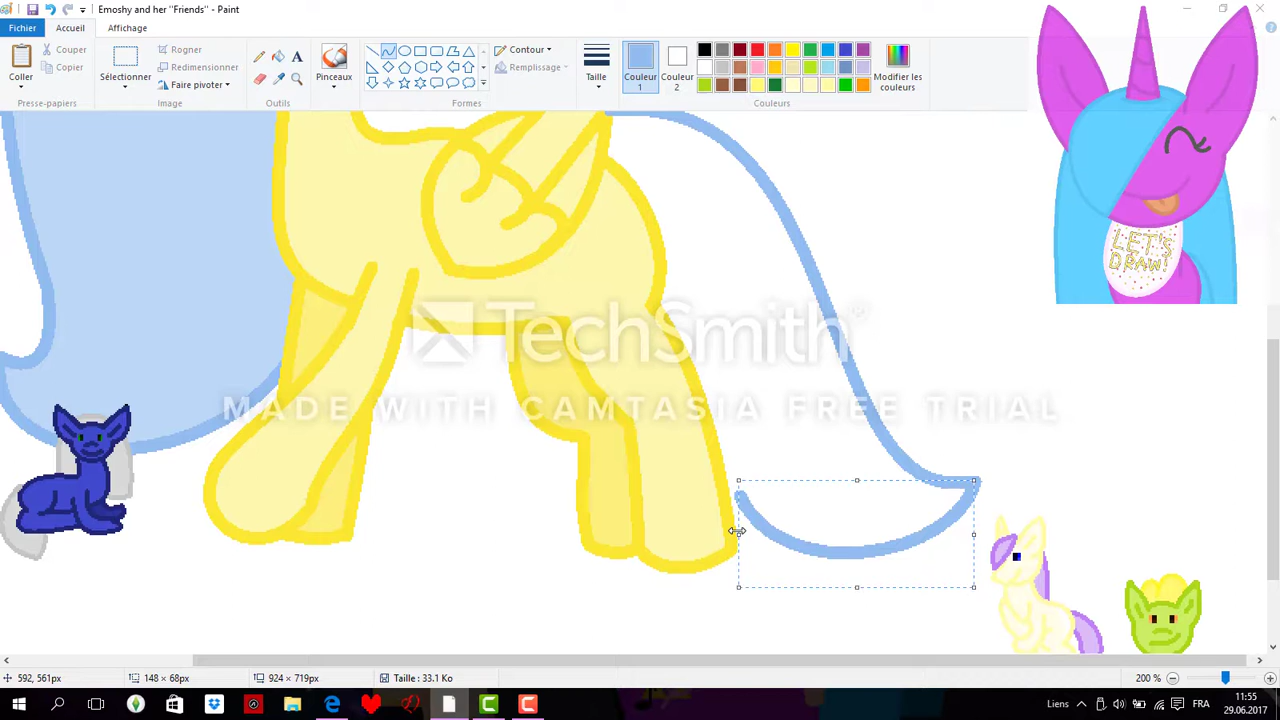 Emoshy and her "Friends" - Paint
Fichier Accueil Affichage
Coller
Couper
Copier
Presse-papiers
Sélectionner
Rogner
Redimensionner
Faire pivoter
Image
Outils
Pinceaux
Formes
Contour
Remplissage
Taille
Couleur 1
Couleur 2
Couleurs
Modifier les couleurs
LET'S
DRAW!
TechSmith®
MADE WITH CAMTASIA FREE TRIAL
592, 561px 148 × 68px 924 × 719px Taille : 33.1 Ko 200 %
Liens FRA 11:55
29.06.2017